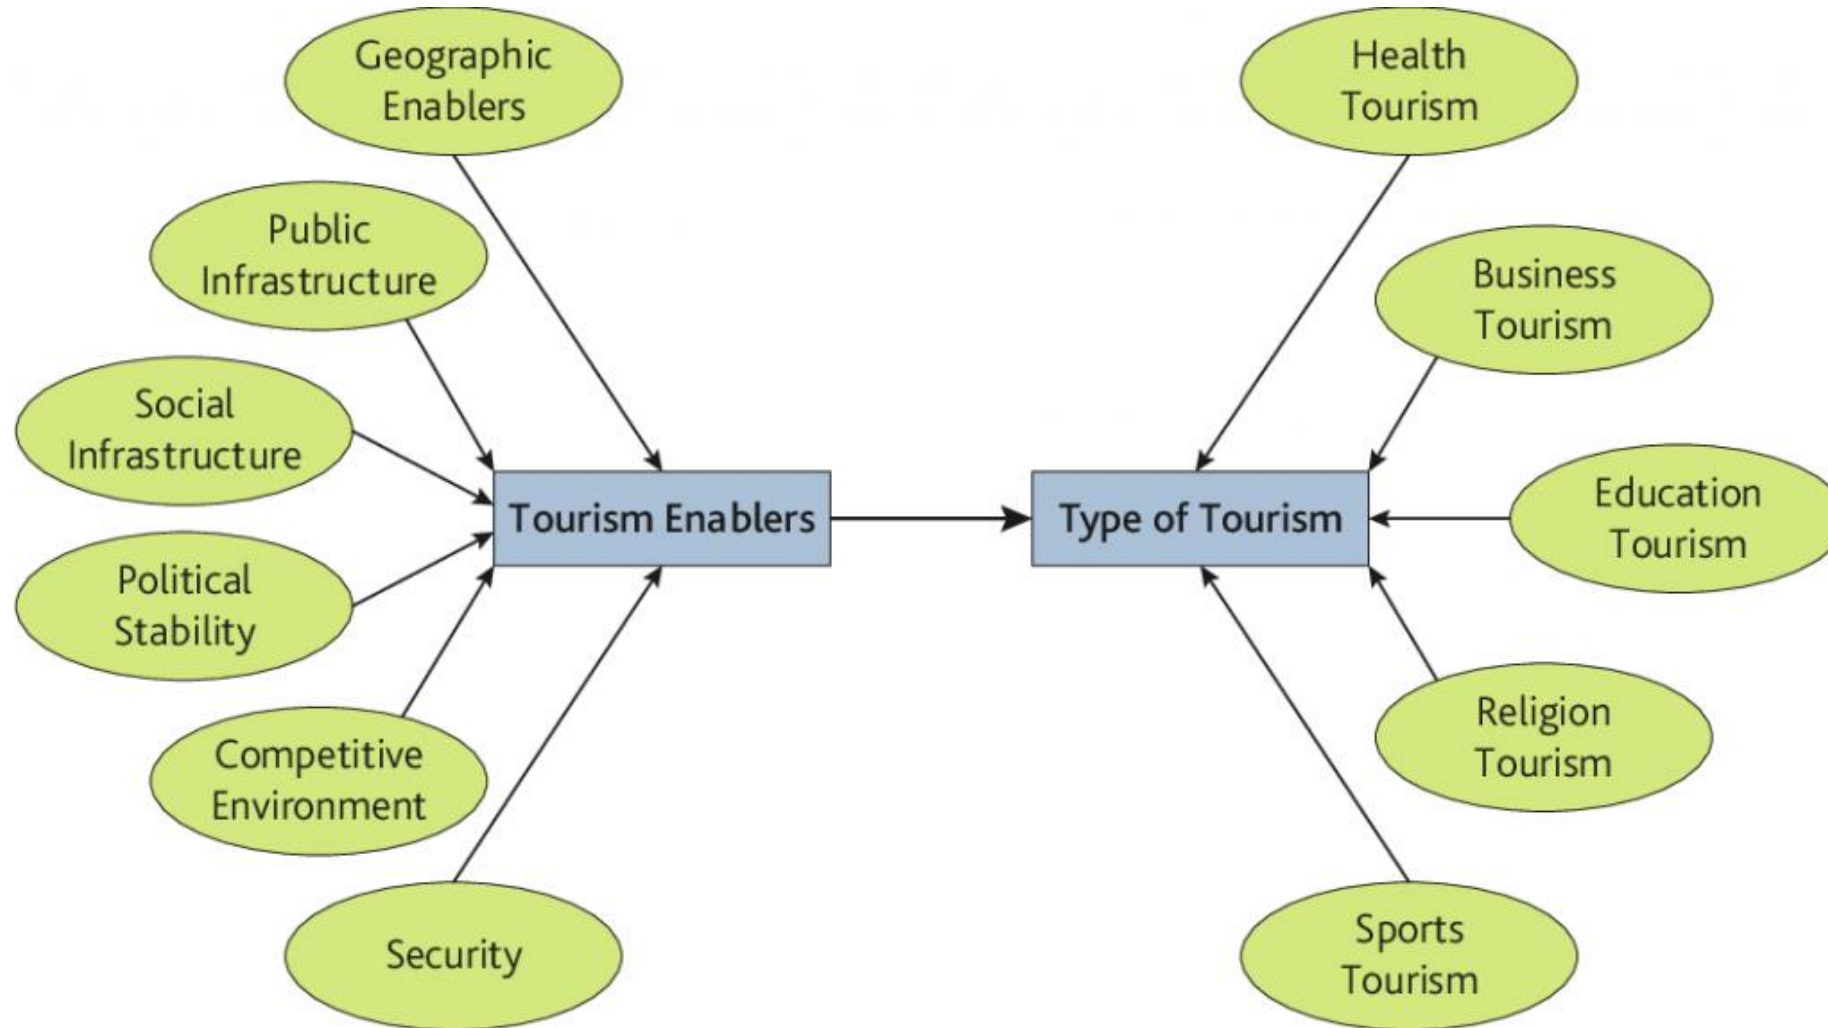 Geographic
Enablers
Public
Infrastructure
Social
Infrastructure
Political
Stability
Competitive
Environment
Security
Tourism Enablers
Type of Tourism
Health
Tourism
Business
Tourism
Education
Tourism
Religion
Tourism
Sports
Tourism